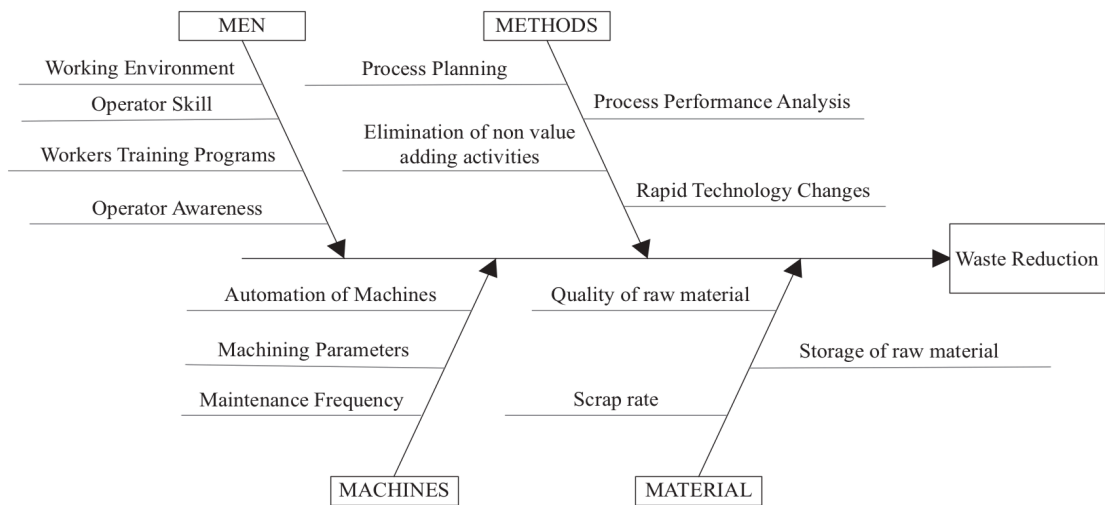 MEN
METHODS
Working Environment
Process Planning
Operator Skill
Process Performance Analysis
Elimination of non value
adding activities
Workers Training Programs
Rapid Technology Changes
Operator Awareness
Waste Reduction
Automation of Machines
Quality of raw material
Machining Parameters
Storage of raw material
Maintenance Frequency
Scrap rate
MACHINES
MATERIAL